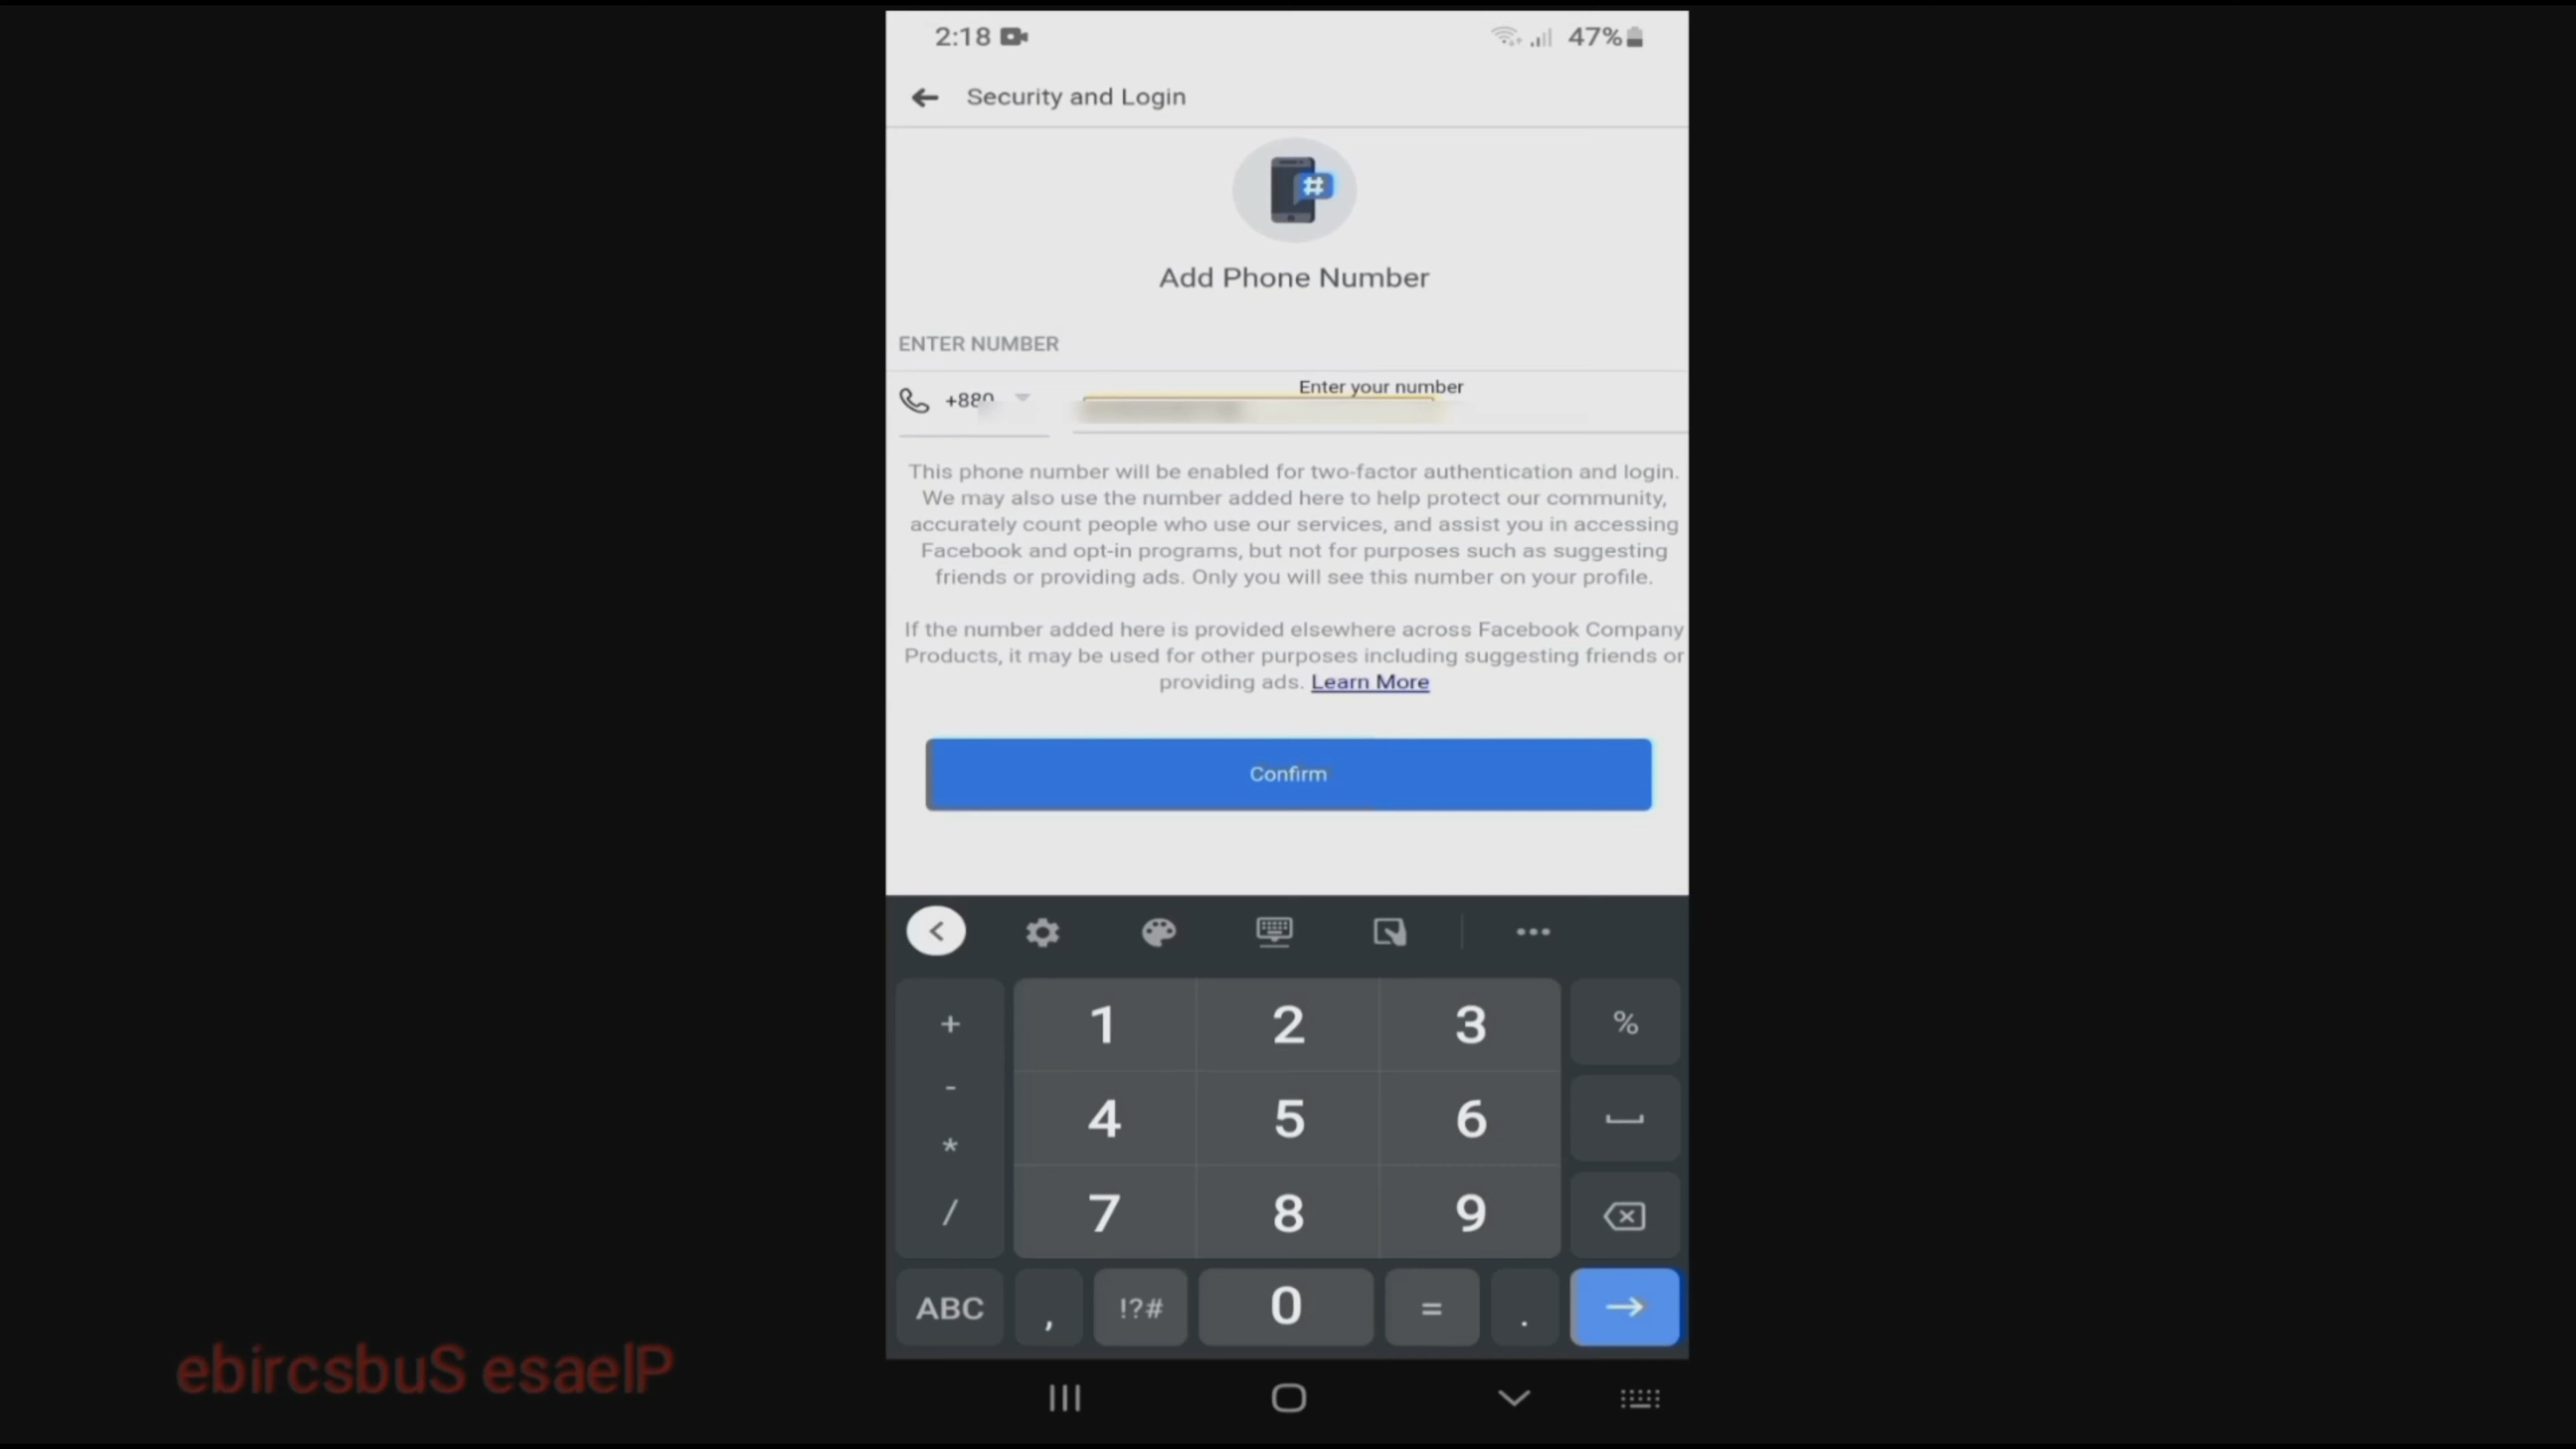 2:18
47%
Security and Login
#
Add Phone Number
ENTER NUMBER
Enter your number
+880
This phone number will be enabled for two-factor authentication and login.
We may also use the number added here to help protect our community,
accurately count people who use our services, and assist you in accessing
Facebook and opt-in programs, but not for purposes such as suggesting
friends or providing ads. Only you will see this number on your profile.
If the number added here is provided elsewhere across Facebook Company
Products, it may be used for other purposes including suggesting friends or
providing ads. Learn More
Confirm
+ 1 2 3 %
-
4 5 6
*
/ 7 8 9
ABC , !?# 0 = .
ebircsbuS esaelP